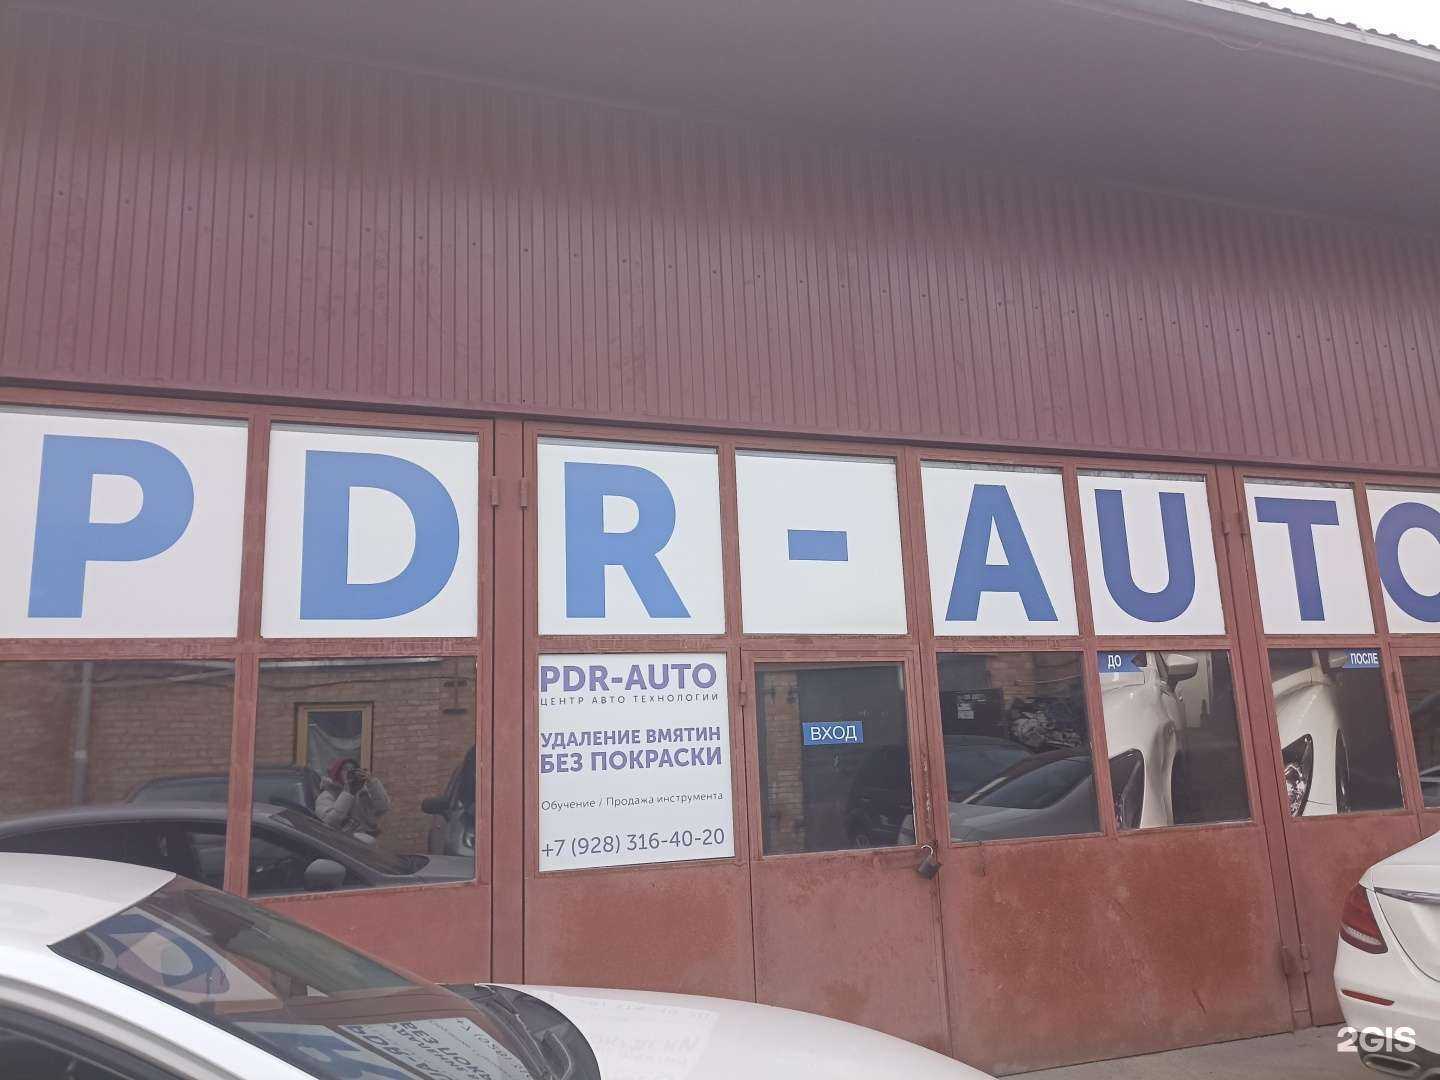 PDR-AUTO
PDR-AUTO
ЦЕНТР АВТО ТЕХНОЛОГИИ
УДАЛЕНИЕ ВМЯТИН
БЕЗ ПОКРАСКИ
Обучение / Продажа инструмента
+7 (928) 316-40-20
ВХОД
ДО
ПОСЛЕ
2GIS